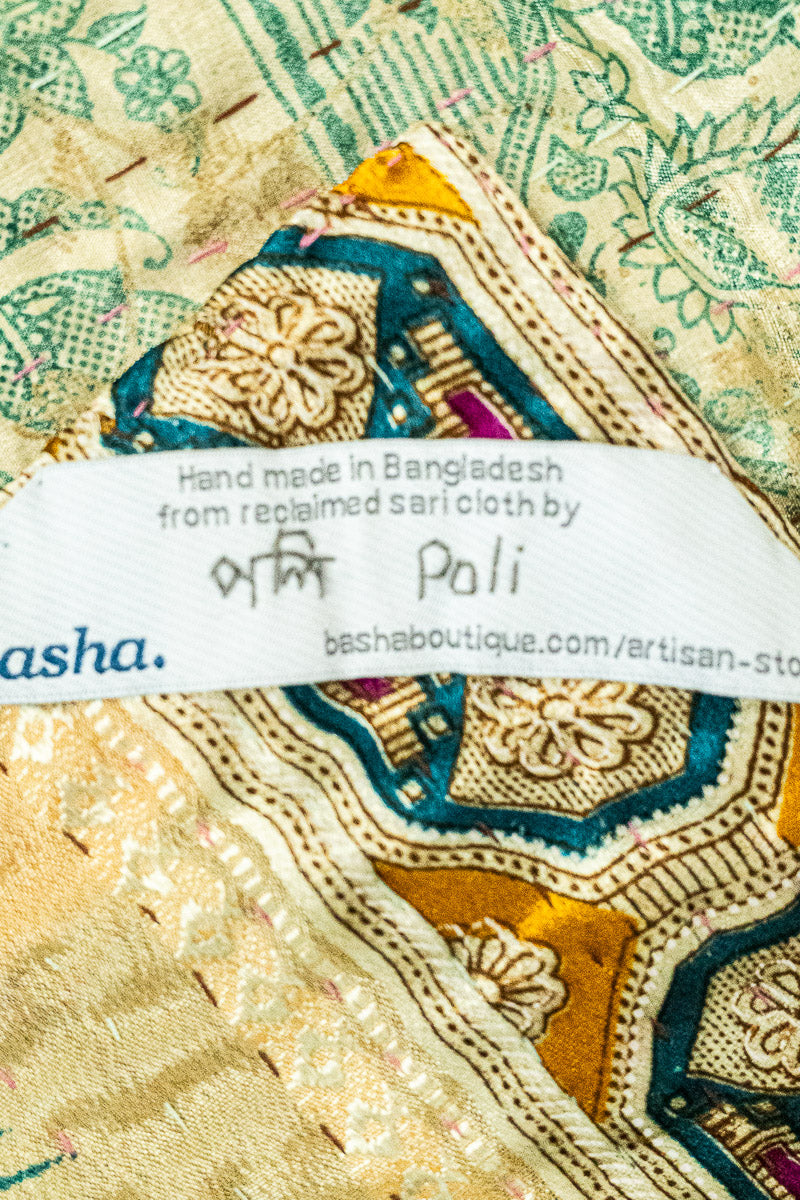 Hand made in Bangladesh
from reclaimed sari cloth by
পলি Poli
asha.
bashaboutique.com/artisan-sto